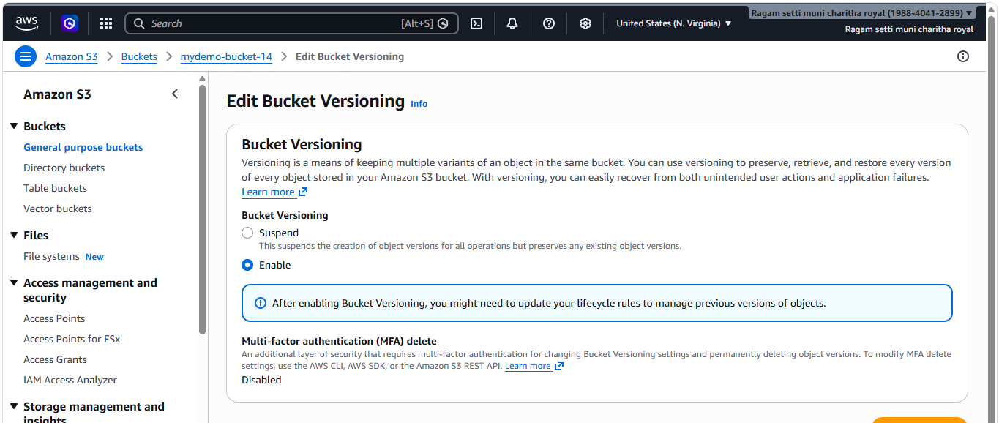 aws
Search [Alt+S]
United States (N. Virginia)
Ragam setti muni charitha royal (1988-4041-2899)
Ragam setti muni charitha royal
Amazon S3 > Buckets > mydemo-bucket-14 > Edit Bucket Versioning
Amazon S3
Buckets
General purpose buckets
Directory buckets
Table buckets
Vector buckets
Files
File systems New
Access management and
security
Access Points
Access Points for FSx
Access Grants
IAM Access Analyzer
Storage management and
insights
Edit Bucket Versioning Info
Bucket Versioning
Versioning is a means of keeping multiple variants of an object in the same bucket. You can use versioning to preserve, retrieve, and restore every version
of every object stored in your Amazon S3 bucket. With versioning, you can easily recover from both unintended user actions and application failures.
Learn more
Bucket Versioning
Suspend
This suspends the creation of object versions for all operations but preserves any existing object versions.
Enable
After enabling Bucket Versioning, you might need to update your lifecycle rules to manage previous versions of objects.
Multi-factor authentication (MFA) delete
An additional layer of security that requires multi-factor authentication for changing Bucket Versioning settings and permanently deleting object versions. To modify MFA delete
settings, use the AWS CLI, AWS SDK, or the Amazon S3 REST API. Learn more
Disabled